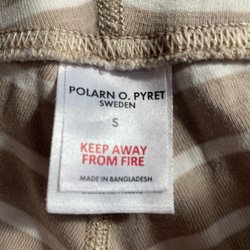 POLARN O. PYRET
SWEDEN
S
KEEP AWAY
FROM FIRE
MADE IN BANGLADESH